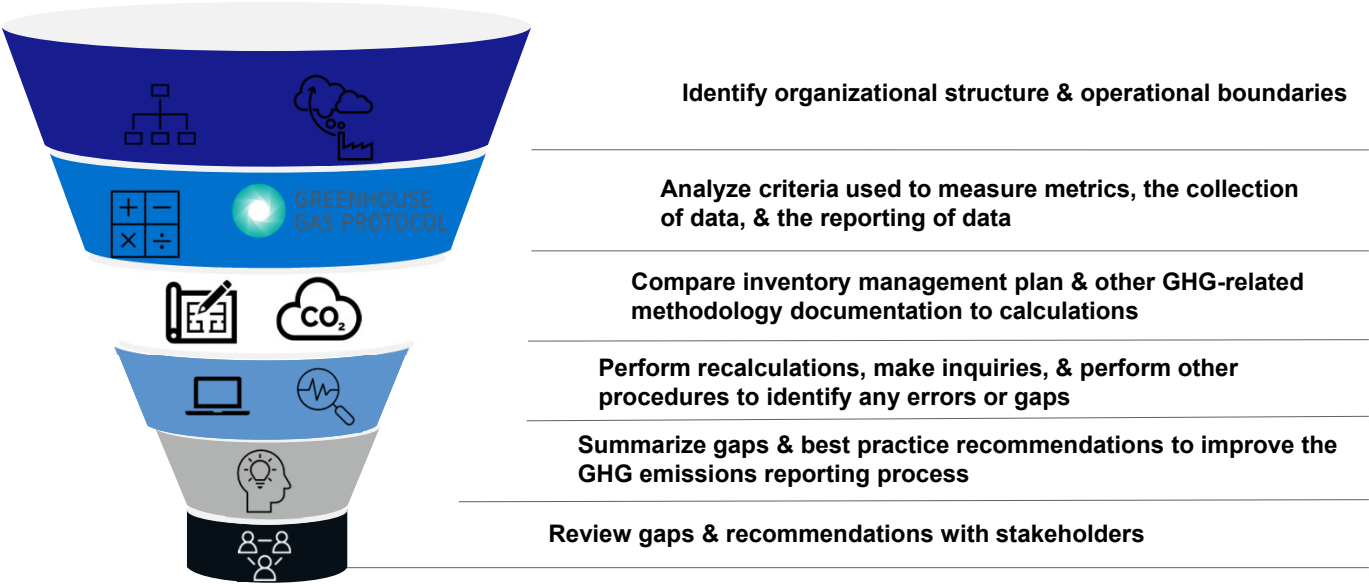 Identify organizational structure & operational boundaries
GREENHOUSE
GAS PROTOCOL
Analyze criteria used to measure metrics, the collection
of data, & the reporting of data
CO₂
Compare inventory management plan & other GHG-related
methodology documentation to calculations
Perform recalculations, make inquiries, & perform other
procedures to identify any errors or gaps
Summarize gaps & best practice recommendations to improve the
GHG emissions reporting process
Review gaps & recommendations with stakeholders